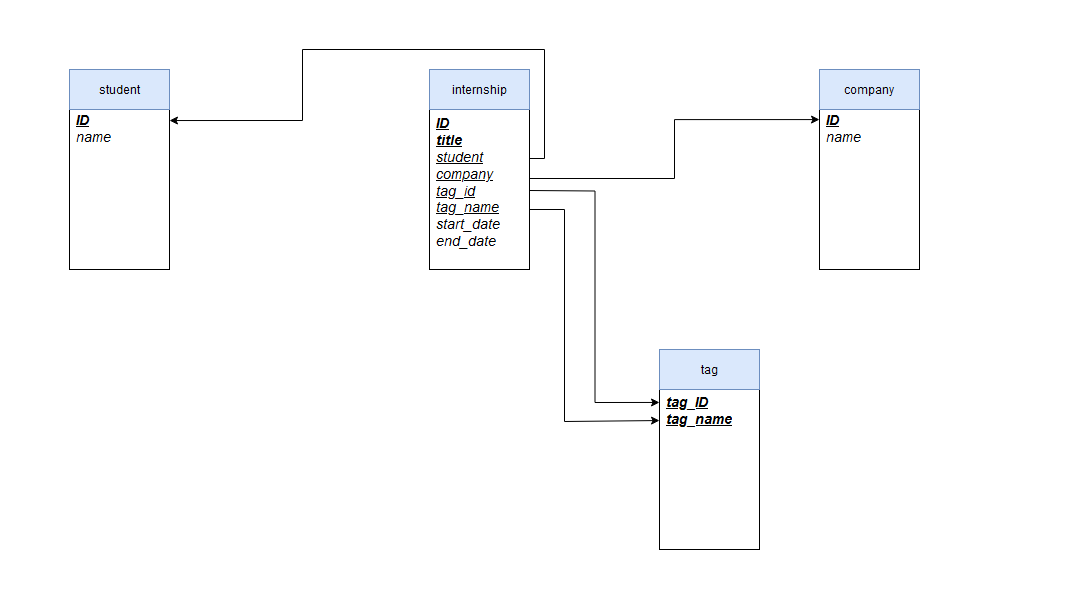 student
ID
name
internship
ID
title
student
company
tag_id
tag_name
start_date
end_date
company
ID
name
tag
tag_ID
tag_name